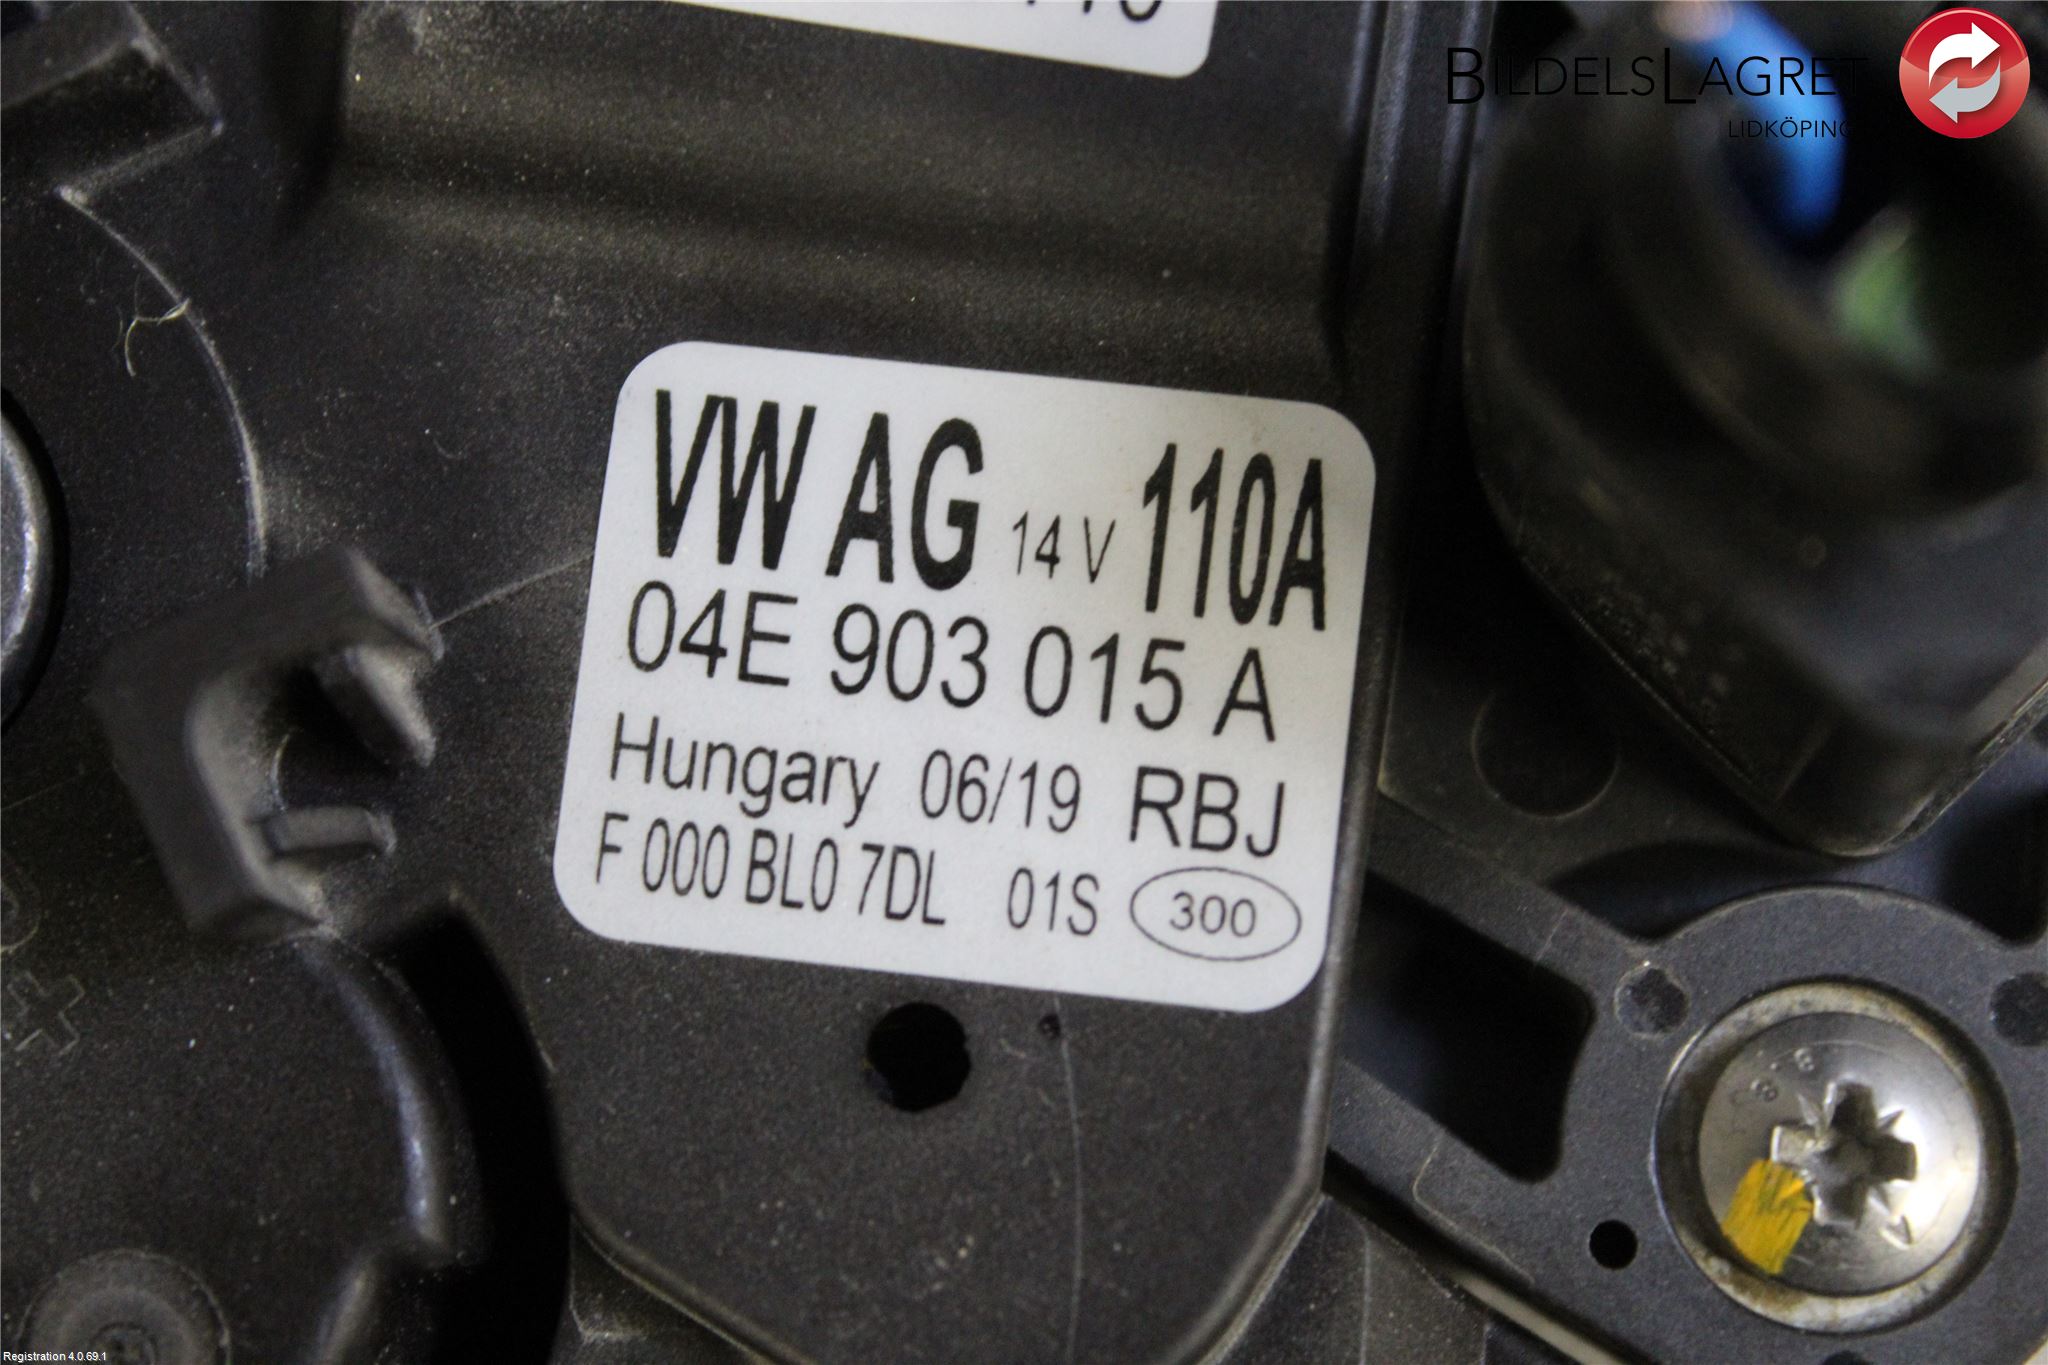 BILDELSLAGRET
LIDKÖPING
VW AG 14 V 110A
04E 903 015 A
Hungary 06/19 RBJ
F 000 BL0 7DL 01S 300
Registration 4.0.69.1